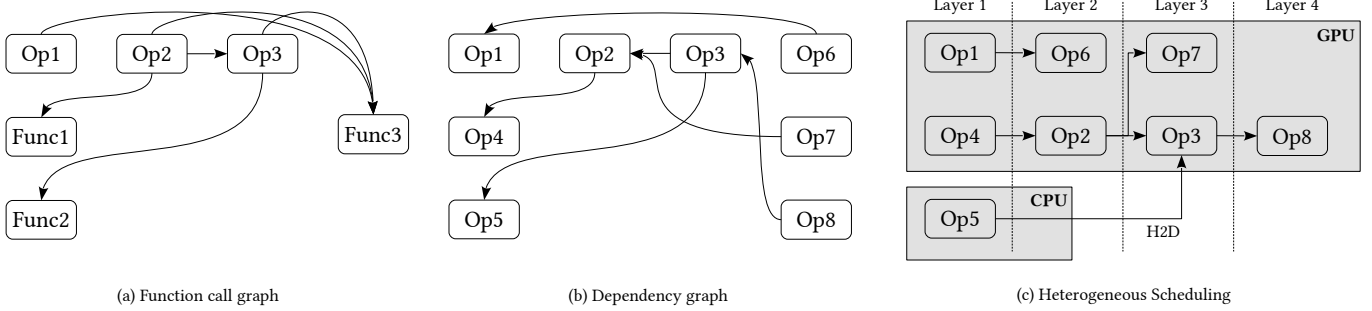 Layer 1 Layer 2 Layer 3 Layer 4
Op1 Op2 Op3
Func1 Func3
Func2
(a) Function call graph
Op1 Op2 Op3 Op6
Op4 Op7
Op5 Op8
(b) Dependency graph
GPU
Op1 Op6 Op7
Op4 Op2 Op3 Op8
CPU
Op5
H2D
(c) Heterogeneous Scheduling